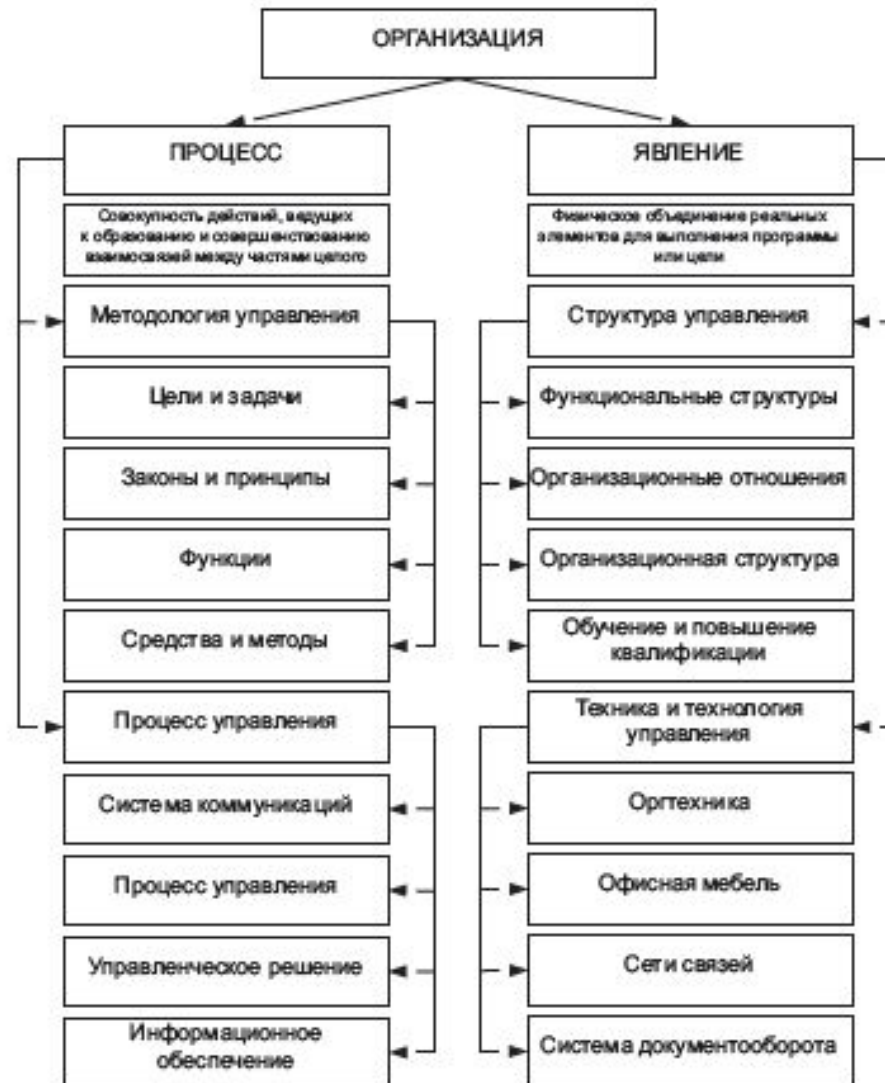 ОРГАНИЗАЦИЯ
ПРОЦЕСС
Совокупность действий, ведущих
к образованию и совершенствованию
взаимосвязей между частями целого
Методология управления
Цели и задачи
Законы и принципы
Функции
Средства и методы
Процесс управления
Система коммуникаций
Процесс управления
Управленческое решение
Информационное
обеспечение
ЯВЛЕНИЕ
Физическое объединение реальных
элементов для выполнения программы
или цели
Структура управления
Функциональные структуры
Организационные отношения
Организационная структура
Обучение и повышение
квалификации
Техника и технология
управления
Оргтехника
Офисная мебель
Сети связей
Система документооборота